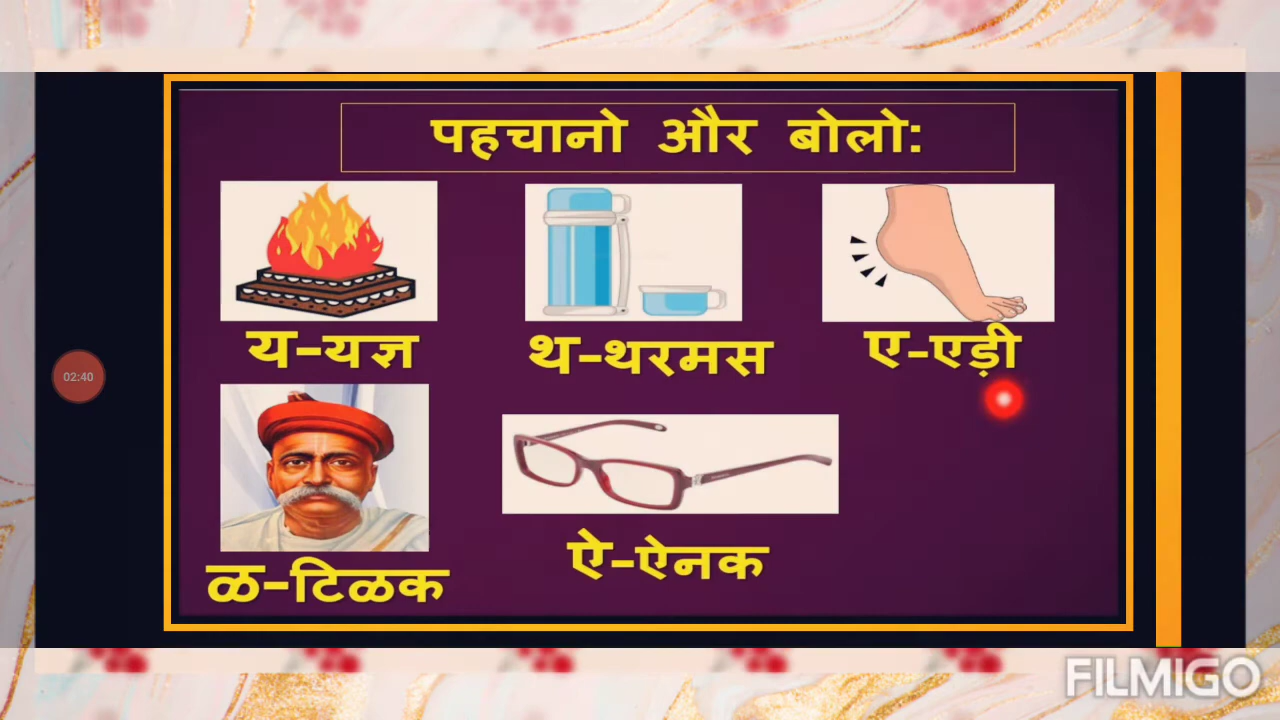 पहचानो और बोलो:
य-यज्ञ
थ-थरमस
ए-एड़ी
02:40
ळ-टिळक
ऐ-ऐनक
FILMIGO